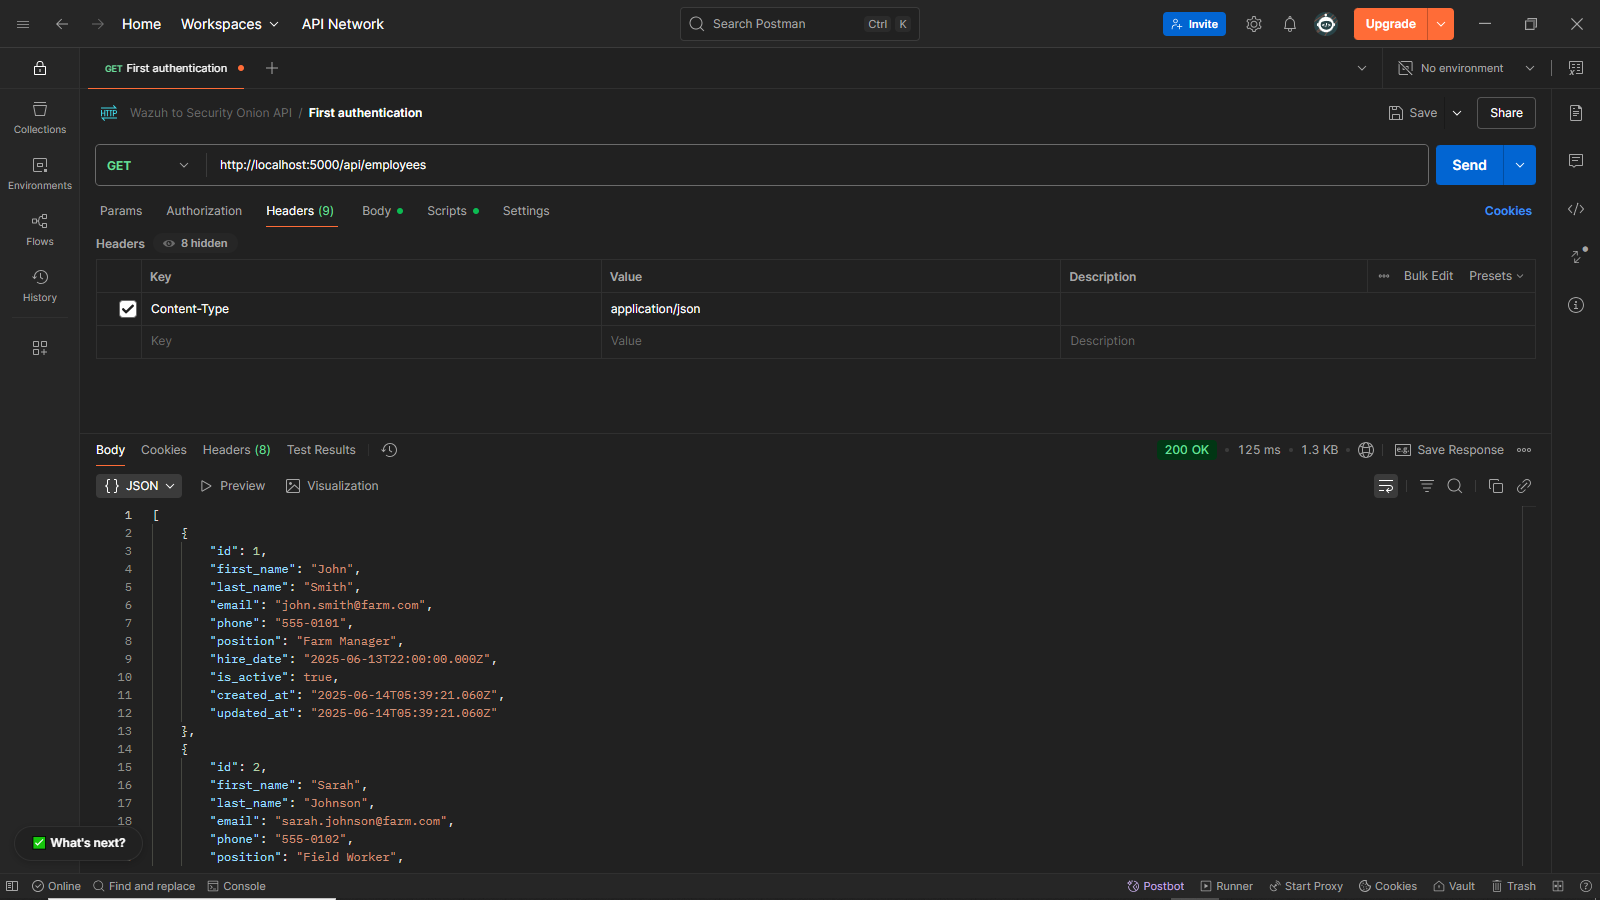 Home Workspaces API Network Search Postman Ctrl K Invite Upgrade
GET First authentication No environment
HTTP Wazuh to Security Onion API / First authentication Save Share
GET http://localhost:5000/api/employees Send
Params Authorization Headers (9) Body Scripts Settings Cookies
Headers 8 hidden
Key Value Description Bulk Edit Presets
Content-Type application/json
Key Value Description
Collections
Environments
Flows
History
Body Cookies Headers (8) Test Results 200 OK 125 ms 1.3 KB e.g. Save Response
{} JSON Preview Visualization
1 [
2 {
3 "id": 1,
4 "first_name": "John",
5 "last_name": "Smith",
6 "email": "john.smith@farm.com",
7 "phone": "555-0101",
8 "position": "Farm Manager",
9 "hire_date": "2025-06-13T22:00:00.000Z",
10 "is_active": true,
11 "created_at": "2025-06-14T05:39:21.060Z",
12 "updated_at": "2025-06-14T05:39:21.060Z"
13 },
14 {
15 "id": 2,
16 "first_name": "Sarah",
17 "last_name": "Johnson",
18 "email": "sarah.johnson@farm.com",
"phone": "555-0102",
"position": "Field Worker",
What's next?
Online Find and replace Console Postbot Runner Start Proxy Cookies Vault Trash